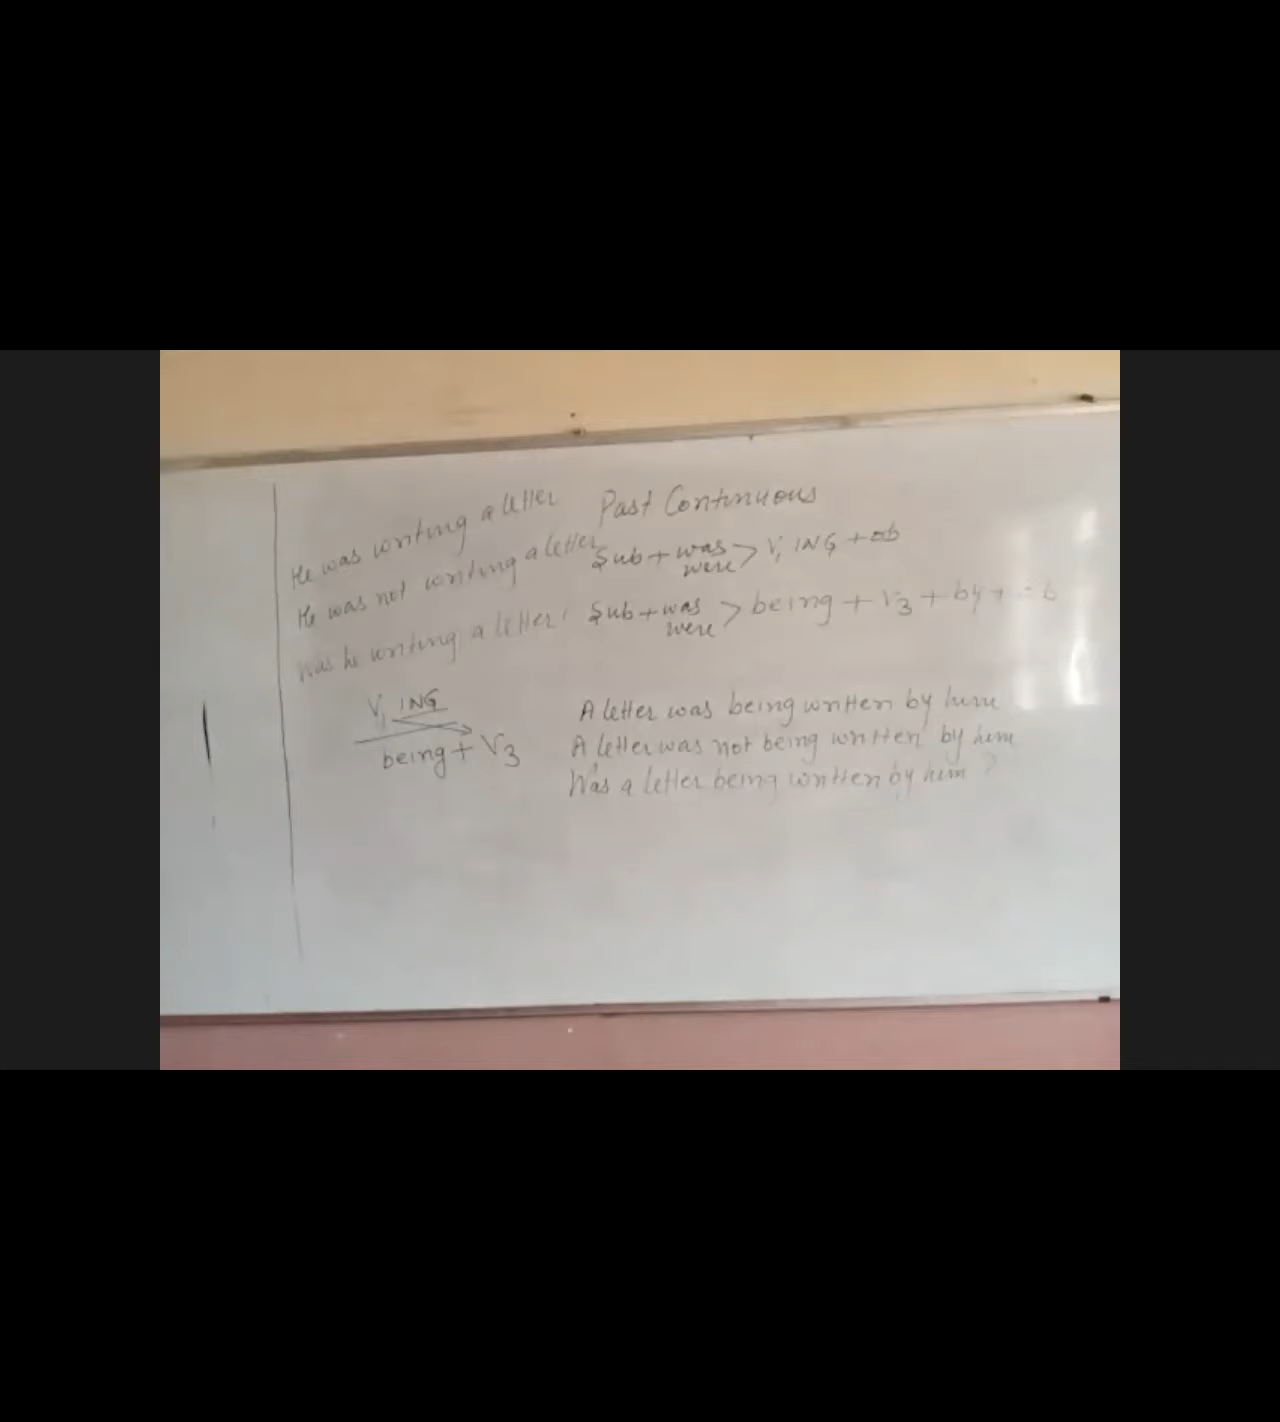 Past Continuous
He was writing a letter
He was not writing a letter
Was he writing a letter?
Sub + was were > V1 ING + ob
Sub + was were > being + V3 + by + ob
V1 ING
being + V3
A letter was being written by him
A letter was not being written by him
Was a letter being written by him ?